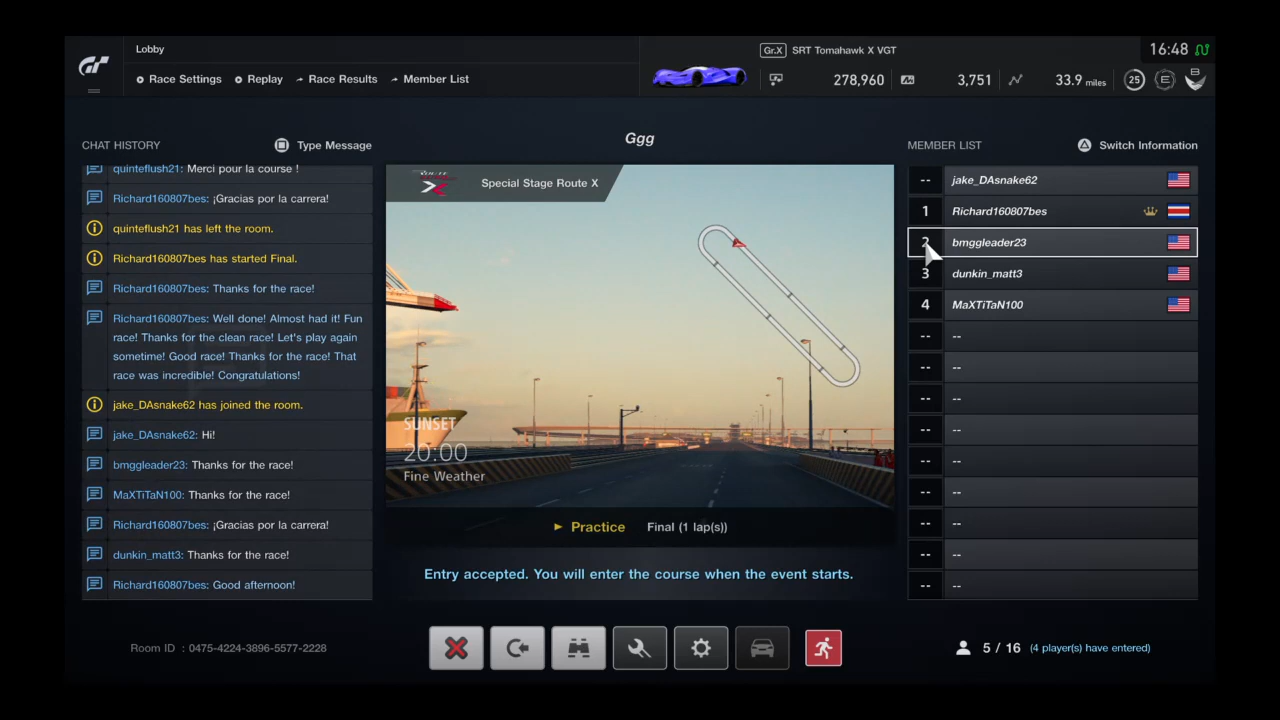 Lobby
Race Settings Replay Race Results Member List
Gr.X SRT Tomahawk X VGT
278,960 3,751 33.9 miles
16:48
25 E B
CHAT HISTORY Type Message
quinteflush21: Merci pour la course !
Richard160807bes: ¡Gracias por la carrera!
quinteflush21 has left the room.
Richard160807bes has started Final.
Richard160807bes: Thanks for the race!
Richard160807bes: Well done! Almost had it! Fun
race! Thanks for the clean race! Let's play again
sometime! Good race! Thanks for the race! That
race was incredible! Congratulations!
jake_DAsnake62 has joined the room.
jake_DAsnake62: Hi!
bmggleader23: Thanks for the race!
MaXTiTaN100: Thanks for the race!
Richard160807bes: ¡Gracias por la carrera!
dunkin_matt3: Thanks for the race!
Richard160807bes: Good afternoon!
Room ID : 0475-4224-3896-5577-2228
Ggg
Special Stage Route X
SUNSET
20:00
Fine Weather
Practice Final (1 lap(s))
Entry accepted. You will enter the course when the event starts.
MEMBER LIST Switch Information
-- jake_DAsnake62
1 Richard160807bes
2 bmggleader23
3 dunkin_matt3
4 MaXTiTaN100
-- --
-- --
-- --
-- --
-- --
-- --
-- --
-- --
-- --
5 / 16 (4 player(s) have entered)